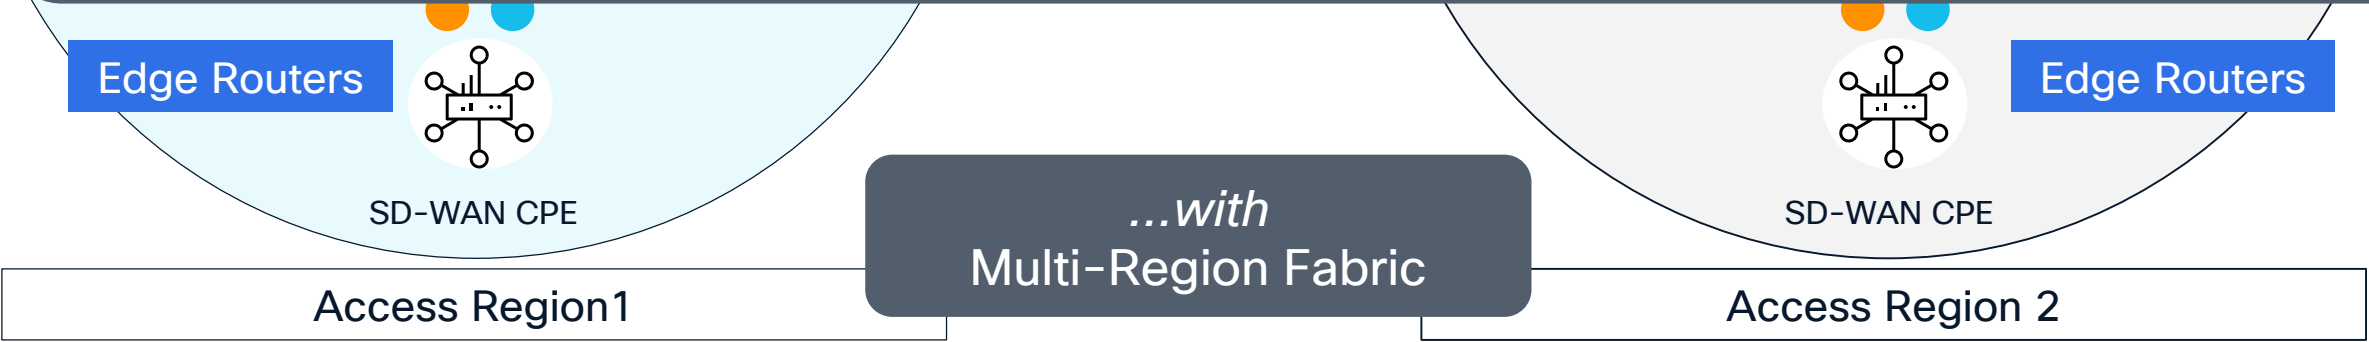 Edge Routers
Edge Routers
SD-WAN CPE
...with
Multi-Region Fabric
SD-WAN CPE
Access Region1
Access Region 2